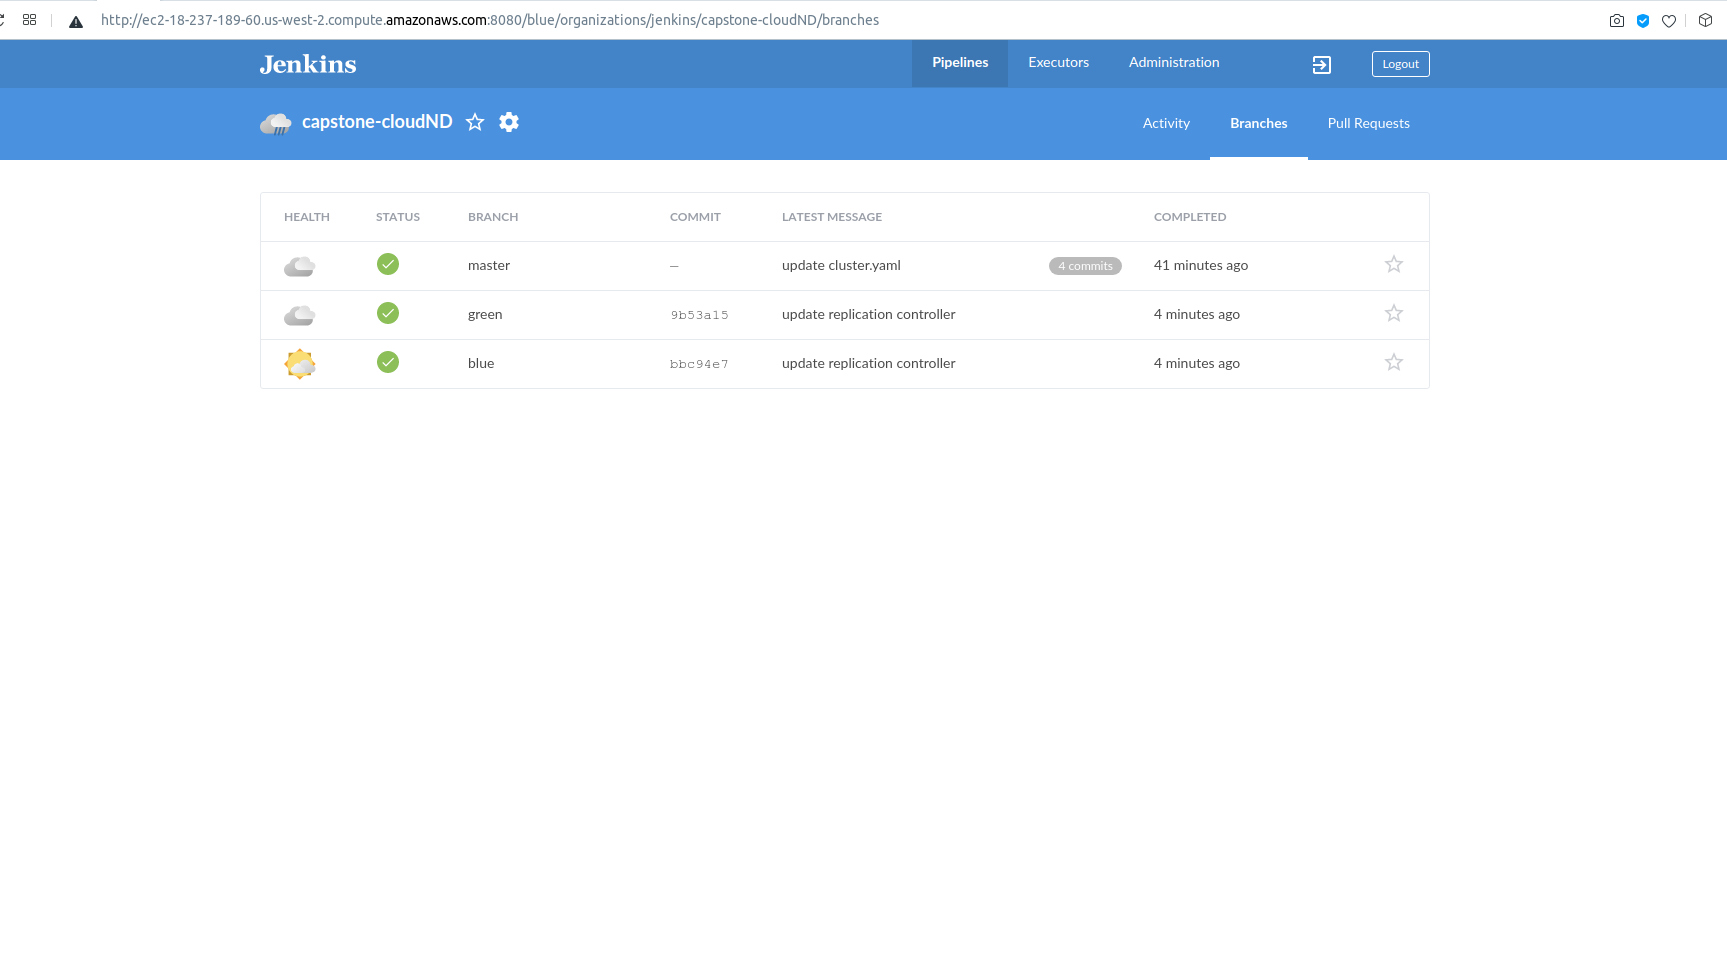 http://ec2-18-237-189-60.us-west-2.compute.amazonaws.com:8080/blue/organizations/jenkins/capstone-cloudND/branches
Jenkins Pipelines Executors Administration Logout
capstone-cloudND Activity Branches Pull Requests
HEALTH STATUS BRANCH COMMIT LATEST MESSAGE COMPLETED
master — update cluster.yaml 4 commits 41 minutes ago
green 9b53a15 update replication controller 4 minutes ago
blue bbc94e7 update replication controller 4 minutes ago